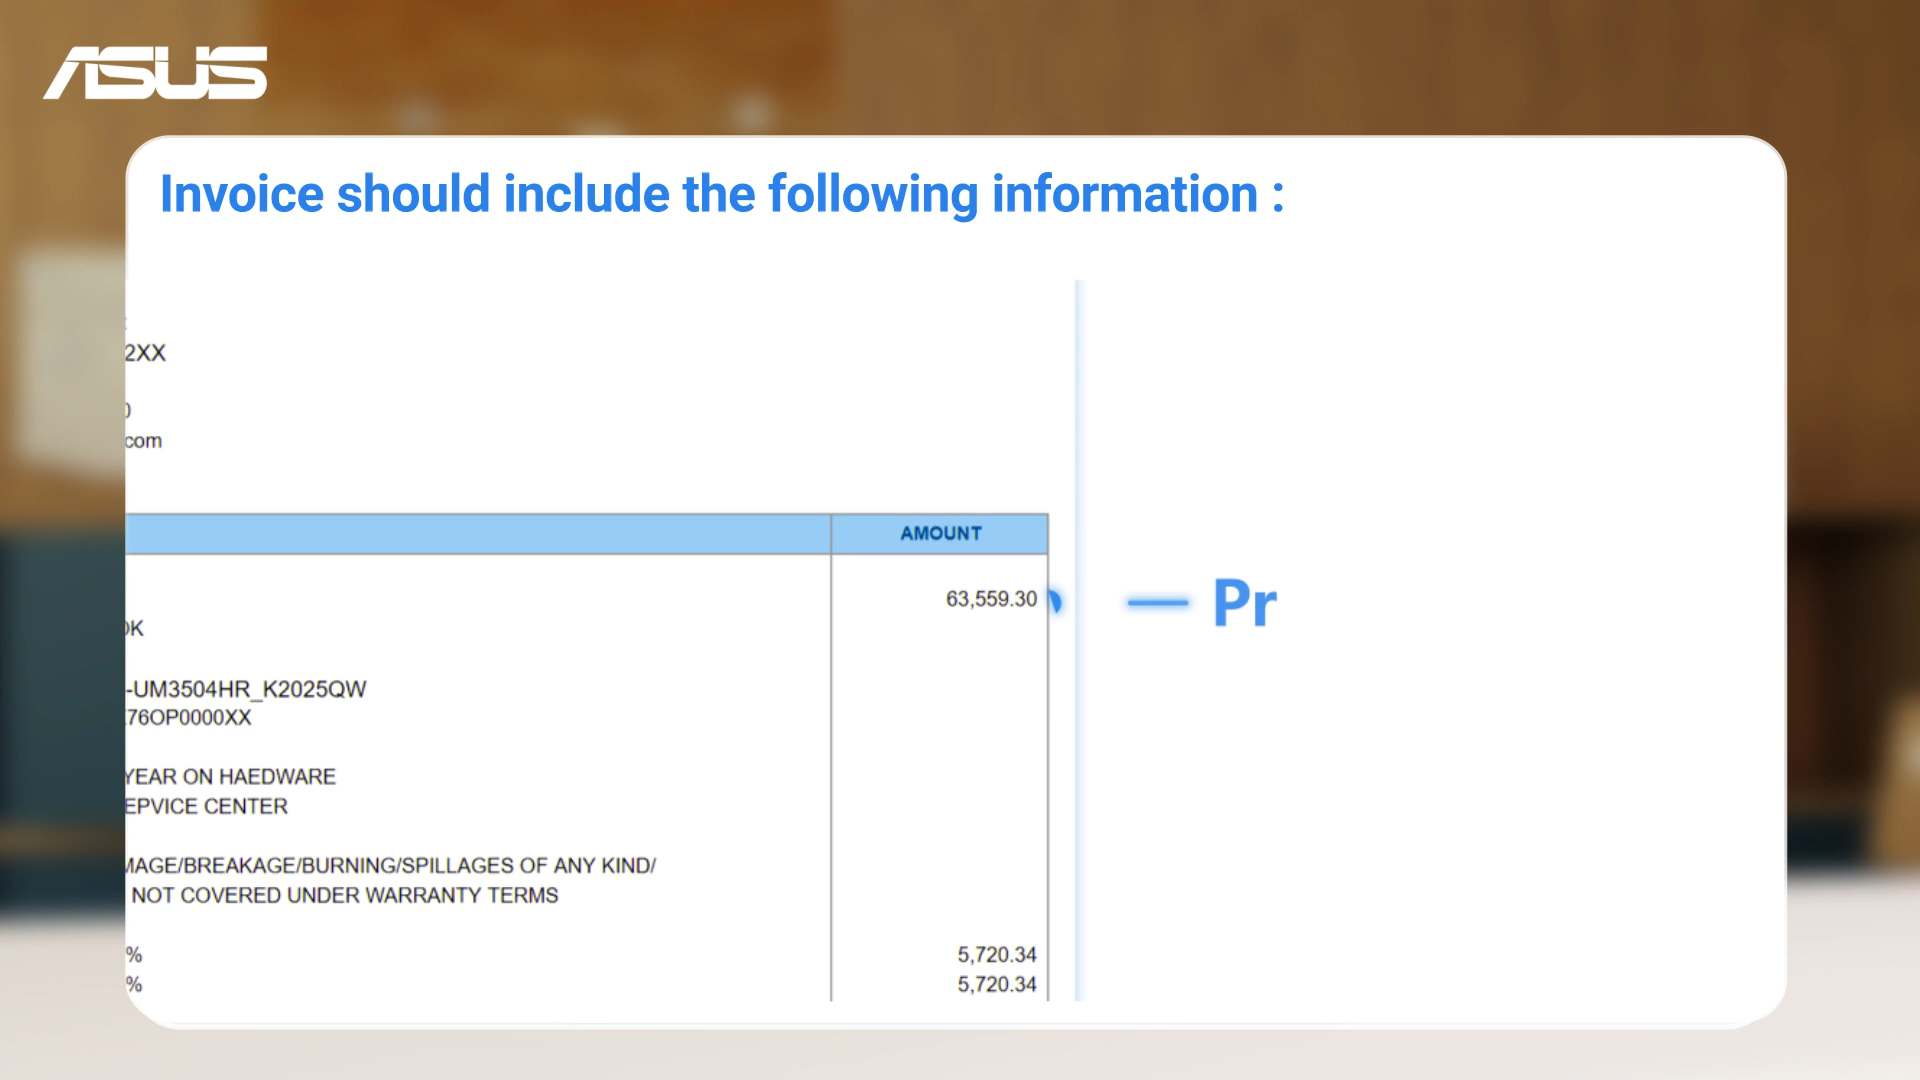 ASUS
Invoice should include the following information :
2XX
com
AMOUNT
63,559.30
Pr
-UM3504HR_K2025QW
76OP0000XX
YEAR ON HAEDWARE
EPVICE CENTER
MAGE/BREAKAGE/BURNING/SPILLAGES OF ANY KIND/
NOT COVERED UNDER WARRANTY TERMS
% 5,720.34
% 5,720.34